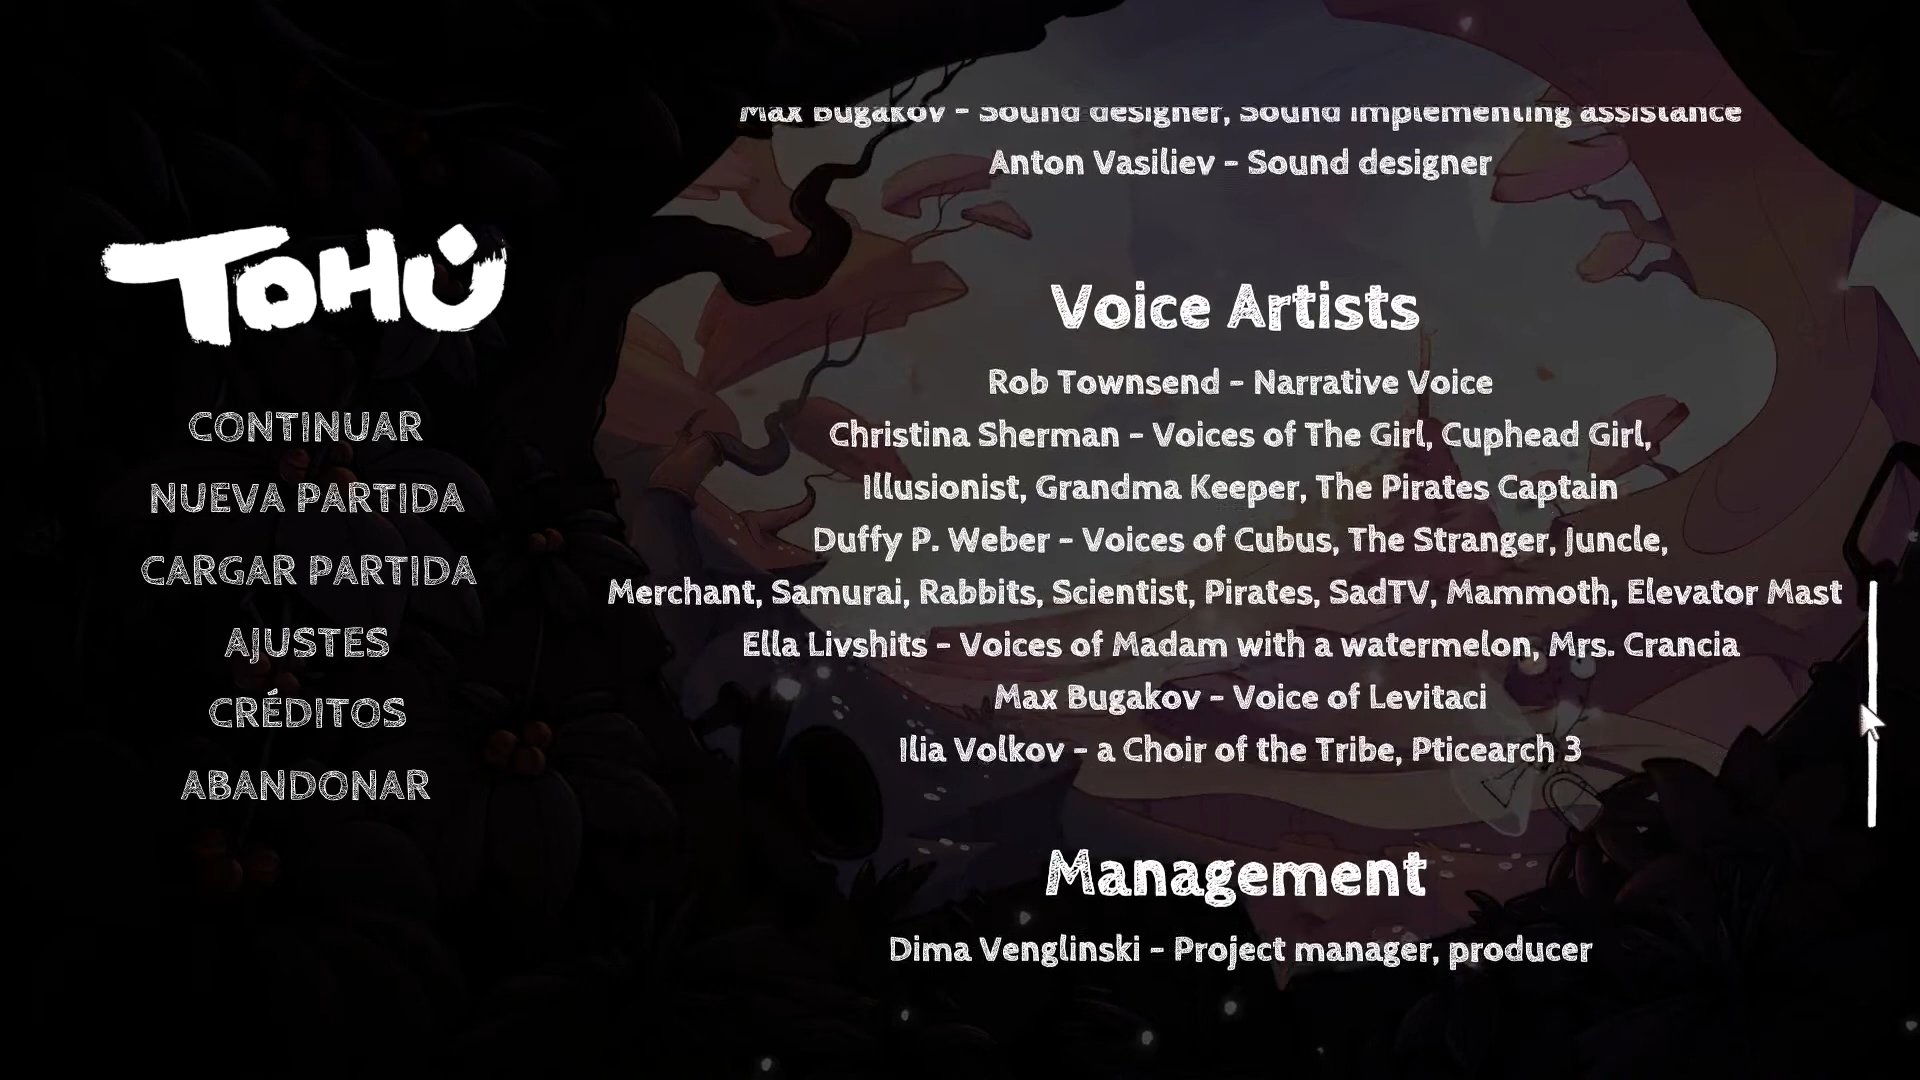 Max Bugakov - Sound designer, Sound implementing assistance
Anton Vasiliev - Sound designer
TOHU
CONTINUAR
NUEVA PARTIDA
CARGAR PARTIDA
AJUSTES
CRÉDITOS
ABANDONAR
Voice Artists
Rob Townsend - Narrative Voice
Christina Sherman - Voices of The Girl, Cuphead Girl,
Illusionist, Grandma Keeper, The Pirates Captain
Duffy P. Weber - Voices of Cubus, The Stranger, Juncle,
Merchant, Samurai, Rabbits, Scientist, Pirates, SadTV, Mammoth, Elevator Mast
Ella Livshits - Voices of Madam with a watermelon, Mrs. Crancia
Max Bugakov - Voice of Levitaci
Ilia Volkov - a Choir of the Tribe, Pticearch 3
Management
Dima Venglinski - Project manager, producer